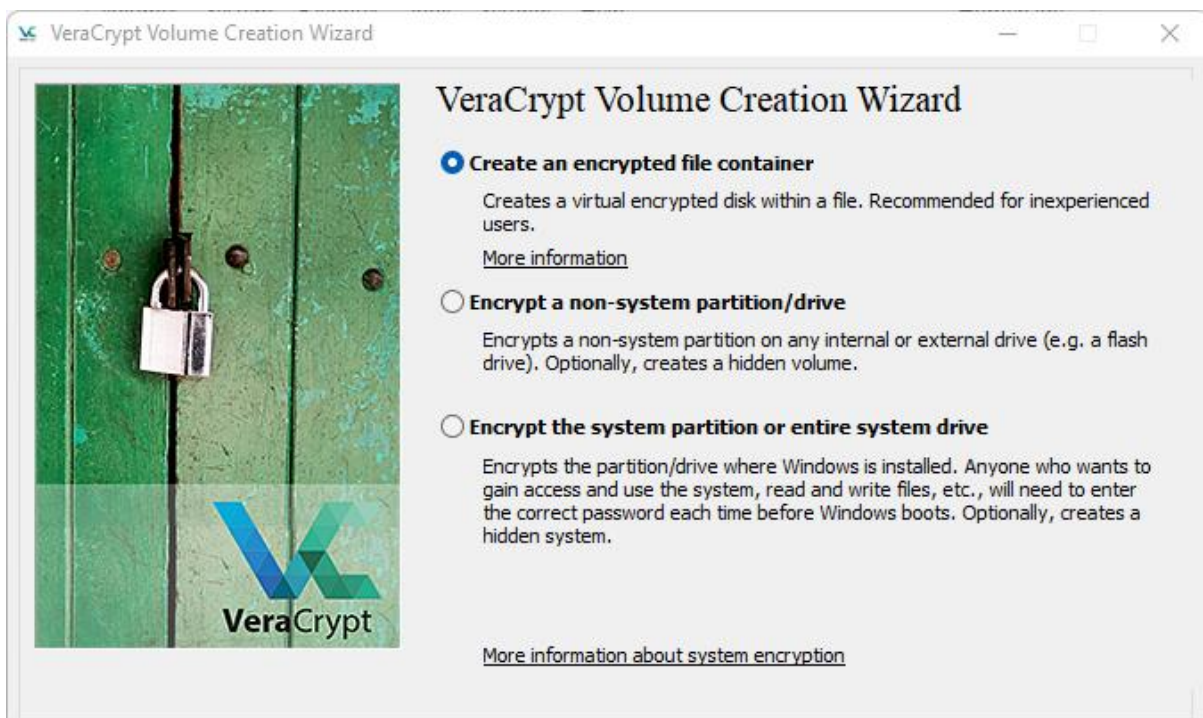 VeraCrypt Volume Creation Wizard
VeraCrypt Volume Creation Wizard
Create an encrypted file container
Creates a virtual encrypted disk within a file. Recommended for inexperienced
users.
More information
Encrypt a non-system partition/drive
Encrypts a non-system partition on any internal or external drive (e.g. a flash
drive). Optionally, creates a hidden volume.
Encrypt the system partition or entire system drive
Encrypts the partition/drive where Windows is installed. Anyone who wants to
gain access and use the system, read and write files, etc., will need to enter
the correct password each time before Windows boots. Optionally, creates a
hidden system.
VeraCrypt
More information about system encryption